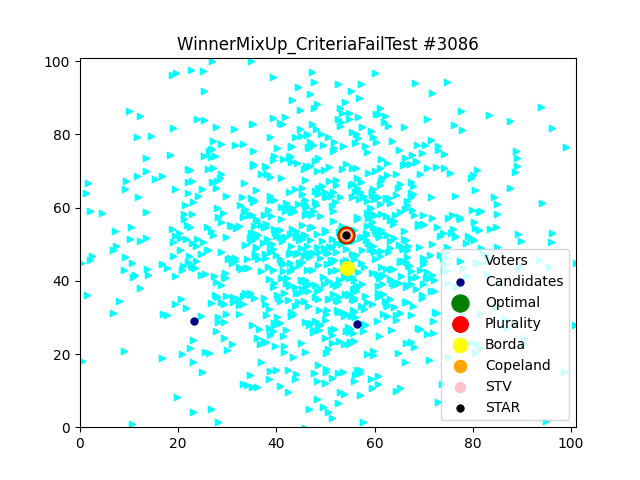 WinnerMixUp_CriteriaFailTest #3086
100
80
60
40
20
0
0
20
40
60
80
100
Voters
Candidates
Optimal
Plurality
Borda
Copeland
STV
STAR